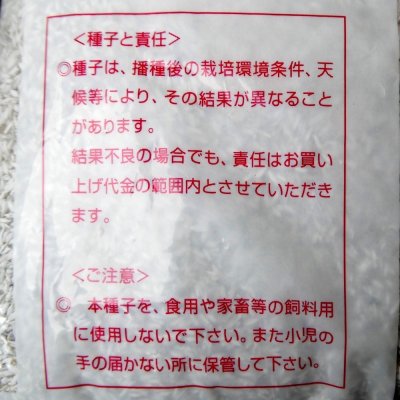 ＜種子と責任＞
◎種子は、播種後の栽培環境条件、天
候等により、その結果が異なること
があります。
結果不良の場合でも、責任はお買い
上げ代金の範囲内とさせていただき
ます。
＜ご注意＞
◎ 本種子を、食用や家畜等の飼料用
に使用しないで下さい。また小児の
手の届かない所に保管して下さい。